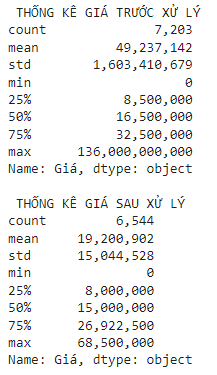 THỐNG KÊ GIÁ TRƯỚC XỬ LÝ
count 7,203
mean 49,237,142
std 1,603,410,679
min 0
25% 8,500,000
50% 16,500,000
75% 32,500,000
max 136,000,000,000
Name: Giá, dtype: object
THỐNG KÊ GIÁ SAU XỬ LÝ
count 6,544
mean 19,200,902
std 15,044,528
min 0
25% 8,000,000
50% 15,000,000
75% 26,922,500
max 68,500,000
Name: Giá, dtype: object